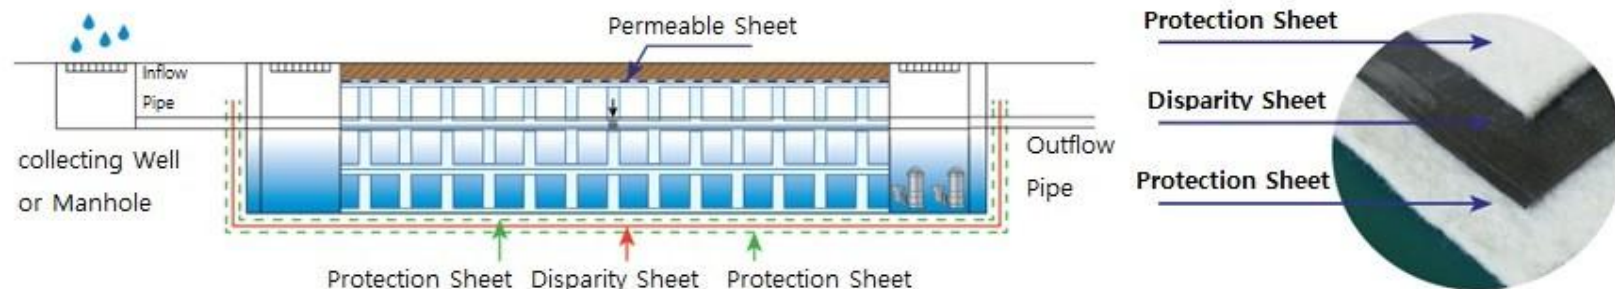 Permeable Sheet
Inflow
Pipe
collecting Well
or Manhole
Outflow
Pipe
Protection Sheet Disparity Sheet Protection Sheet
Protection Sheet
Disparity Sheet
Protection Sheet